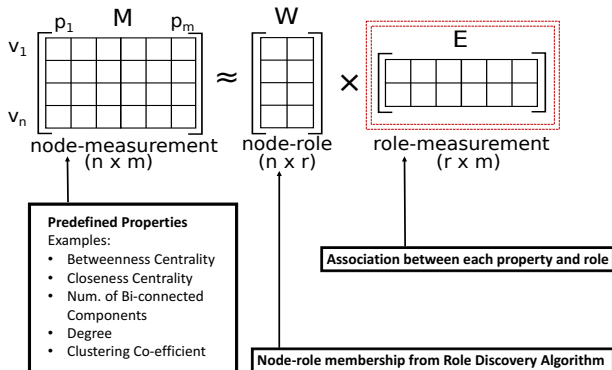 p1 M pm W E
v1
≈ ×
vn
node-measurement node-role role-measurement
(n x m) (n x r) (r x m)
Predefined Properties
Examples:
• Betweenness Centrality
• Closeness Centrality
• Num. of Bi-connected
Components
• Degree
• Clustering Co-efficient
Association between each property and role
Node-role membership from Role Discovery Algorithm